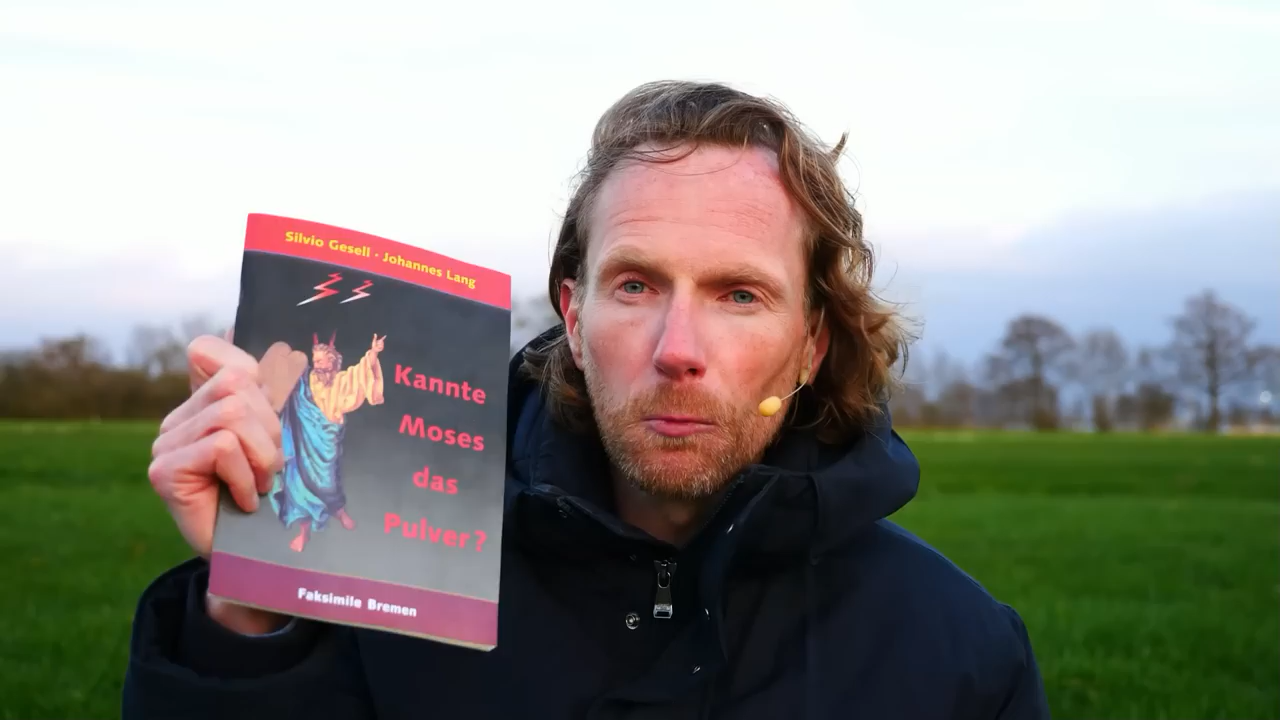 Silvio Gesell · Johannes Lang
Kannte
Moses
das
Pulver?
Faksimile Bremen